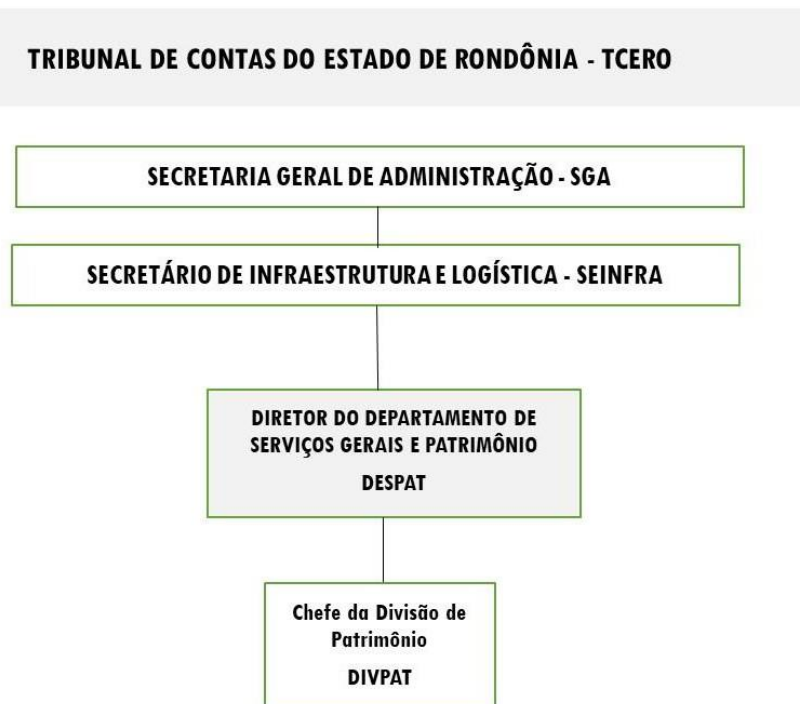 TRIBUNAL DE CONTAS DO ESTADO DE RONDÔNIA - TCERO
SECRETARIA GERAL DE ADMINISTRAÇÃO - SGA
SECRETÁRIO DE INFRAESTRUTURA E LOGÍSTICA - SEINFRA
DIRETOR DO DEPARTAMENTO DE
SERVIÇOS GERAIS E PATRIMÔNIO
DESPAT
Chefe da Divisão de
Patrimônio
DIVPAT